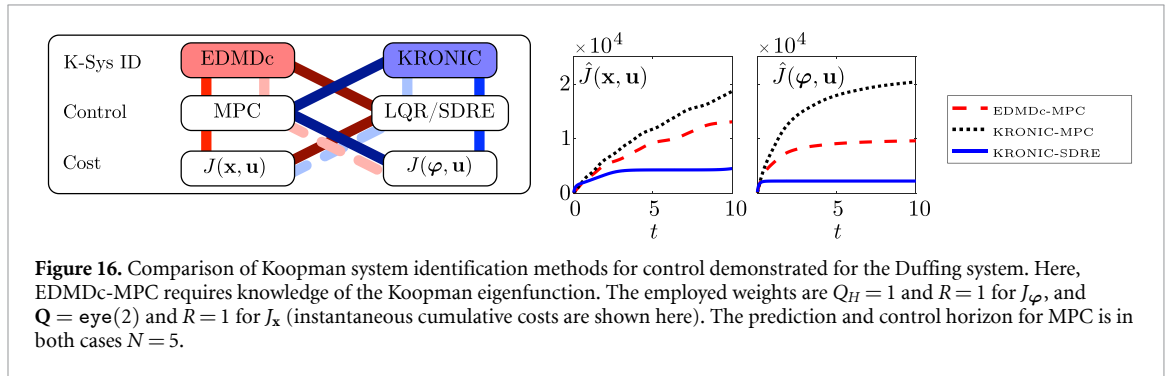 K-Sys ID
EDMDc
KRONIC
Control
MPC
LQR/SDRE
Cost
J(x, u)
J(φ, u)
×10⁴
Ĵ(x, u)
2
1
0
0
5
10
t
×10⁴
Ĵ(φ, u)
0
5
10
t
EDMDc-MPC
KRONIC-MPC
KRONIC-SDRE
Figure 16. Comparison of Koopman system identification methods for control demonstrated for the Duffing system. Here,
EDMDc-MPC requires knowledge of the Koopman eigenfunction. The employed weights are Q_H = 1 and R = 1 for J_φ, and
Q = eye(2) and R = 1 for J_x (instantaneous cumulative costs are shown here). The prediction and control horizon for MPC is in
both cases N = 5.